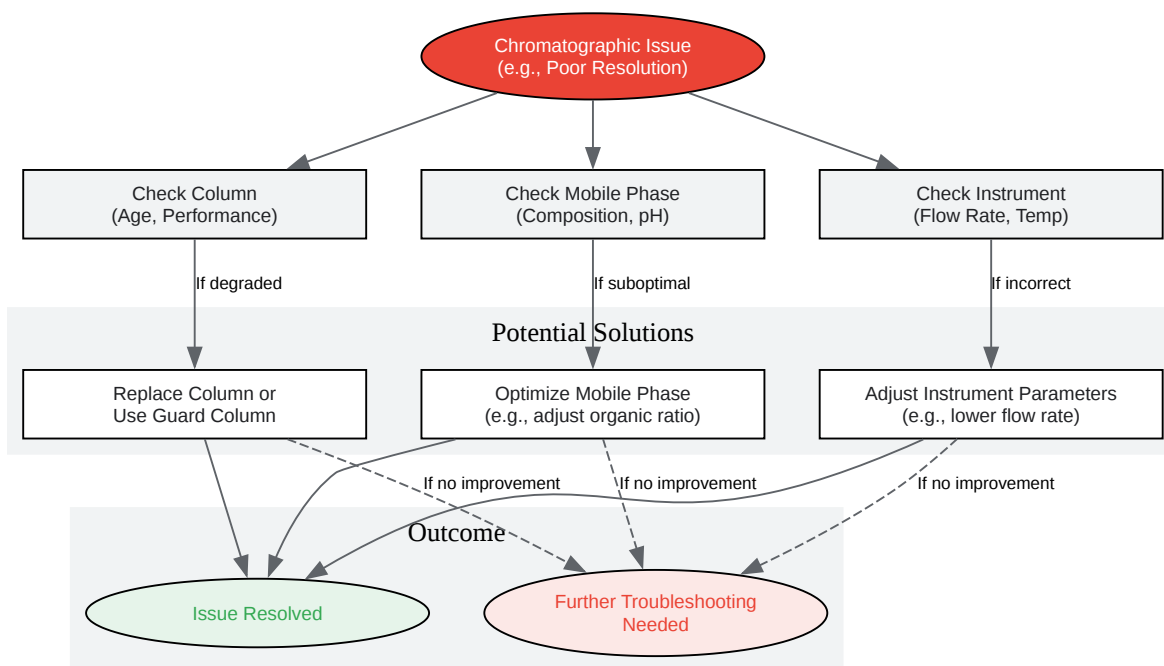 Chromatographic Issue
(e.g., Poor Resolution)
Check Column
(Age, Performance)
Check Mobile Phase
(Composition, pH)
Check Instrument
(Flow Rate, Temp)
If degraded
If suboptimal
If incorrect
Potential Solutions
Replace Column or
Use Guard Column
Optimize Mobile Phase
(e.g., adjust organic ratio)
Adjust Instrument Parameters
(e.g., lower flow rate)
If no improvement
If no improvement
If no improvement
Outcome
Issue Resolved
Further Troubleshooting
Needed